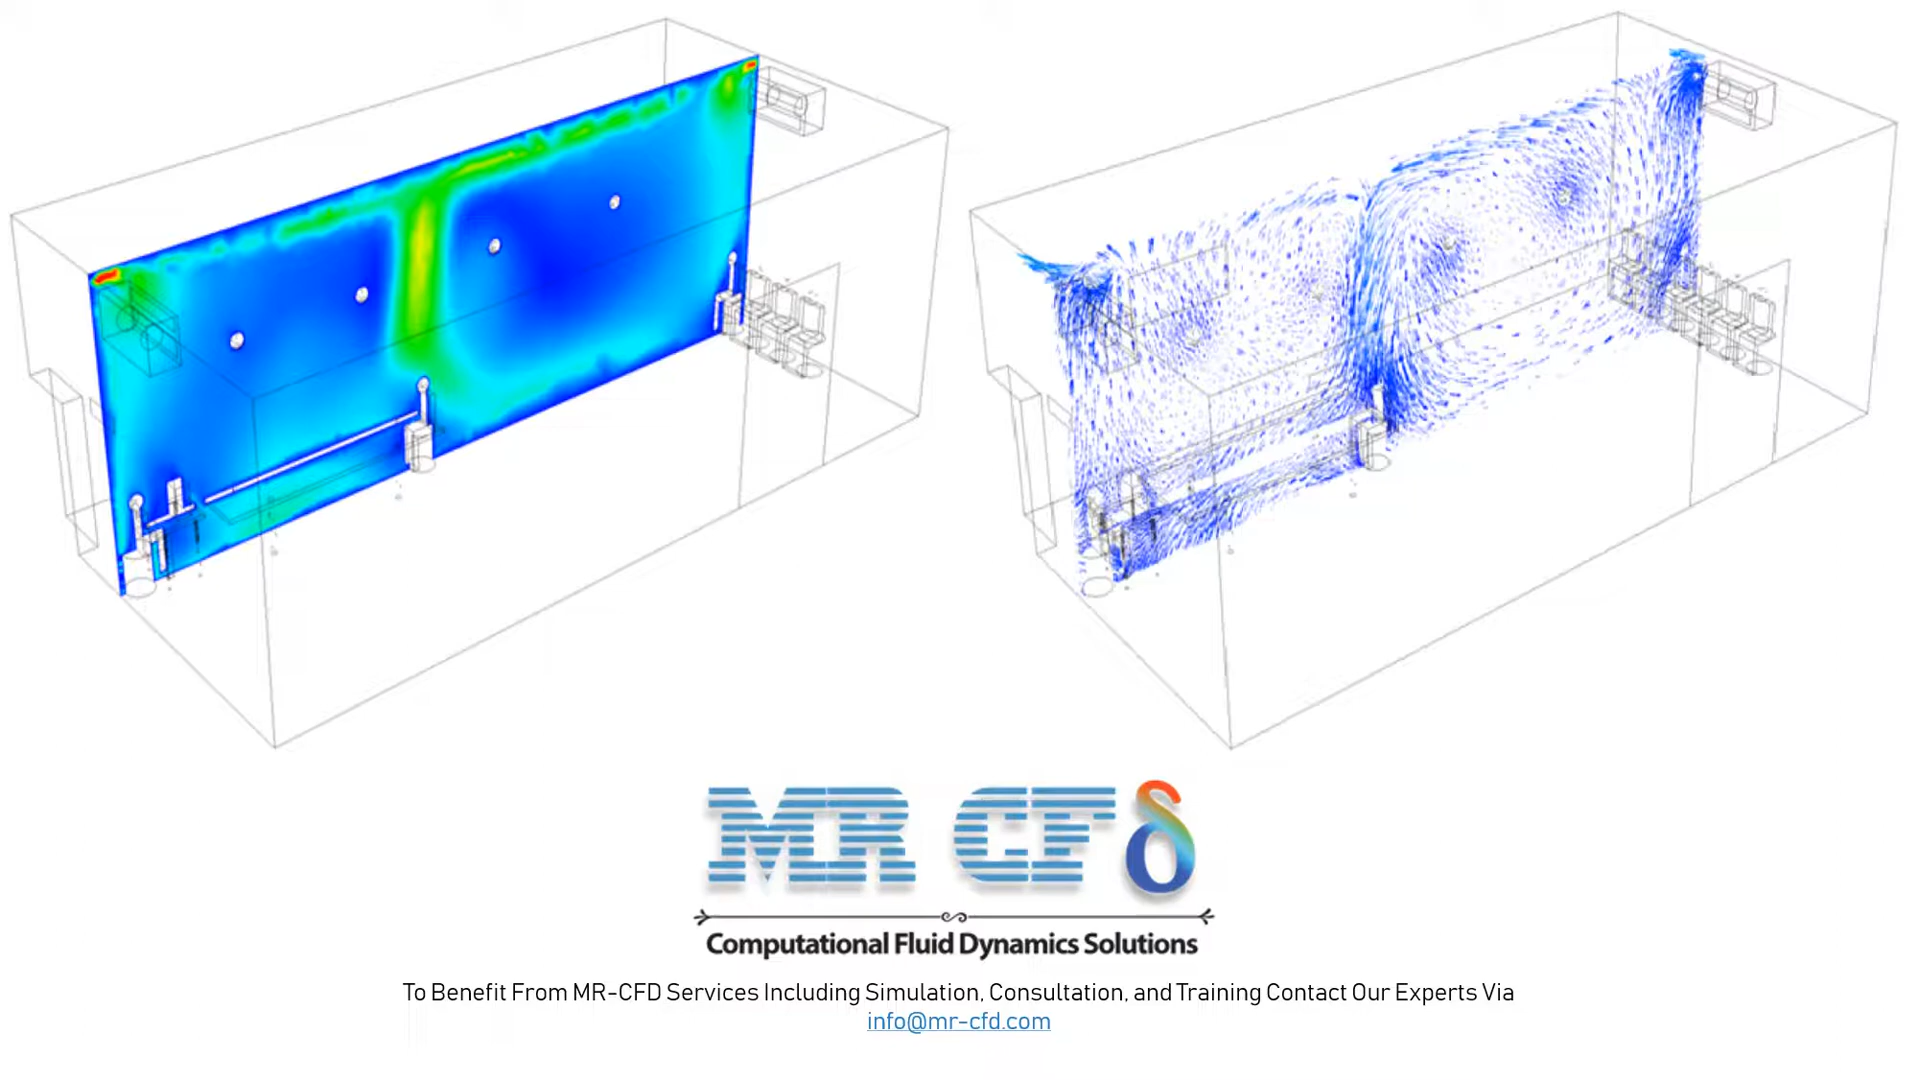 MR CFδ
Computational Fluid Dynamics Solutions
To Benefit From MR-CFD Services Including Simulation, Consultation, and Training Contact Our Experts Via
info@mr-cfd.com